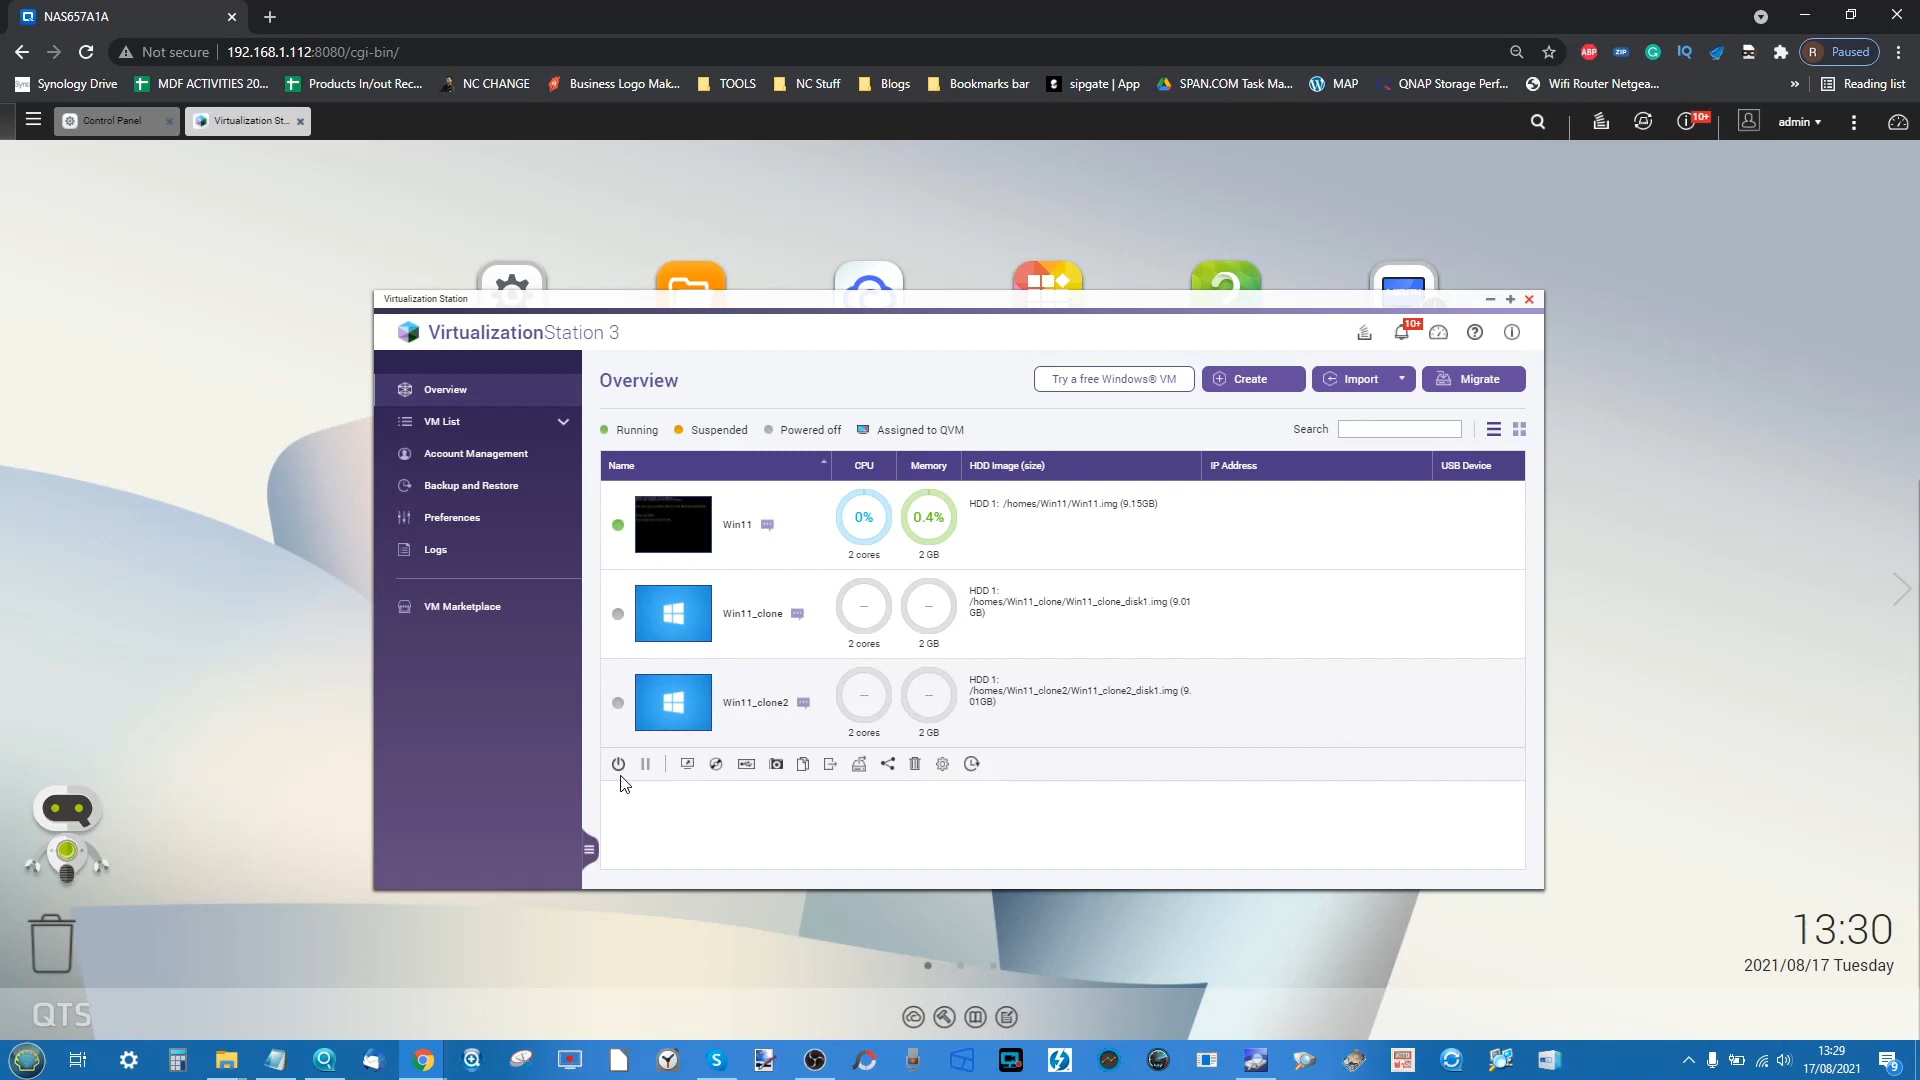 NAS657A1A
Not secure 192.168.1.112:8080/cgi-bin/
ABP ZIP IQ R Paused
Synology Drive MDF ACTIVITIES 20... Products In/out Rec... NC CHANGE Business Logo Mak... TOOLS NC Stuff Blogs Bookmarks bar sipgate | App SPAN.COM Task Ma... MAP QNAP Storage Perf... Wifi Router Netgea... » Reading list
Control Panel Virtualization St... 10+ admin
Virtualization Station
VirtualizationStation 3 10+
Overview
VM List
Account Management
Backup and Restore
Preferences
Logs
VM Marketplace
Overview Try a free Windows® VM Create Import Migrate
Running Suspended Powered off Assigned to QVM Search
Name CPU Memory HDD Image (size) IP Address USB Device
Win11 0% 0.4% HDD 1: /homes/Win11/Win11.img (9.15GB)
2 cores 2 GB
Win11_clone -- -- HDD 1:
/homes/Win11_clone/Win11_clone_disk1.img (9.01
GB)
2 cores 2 GB
Win11_clone2 -- -- HDD 1:
/homes/Win11_clone2/Win11_clone2_disk1.img (9.
01GB)
2 cores 2 GB
13:30
2021/08/17 Tuesday
QTS
13:29
17/08/2021
9